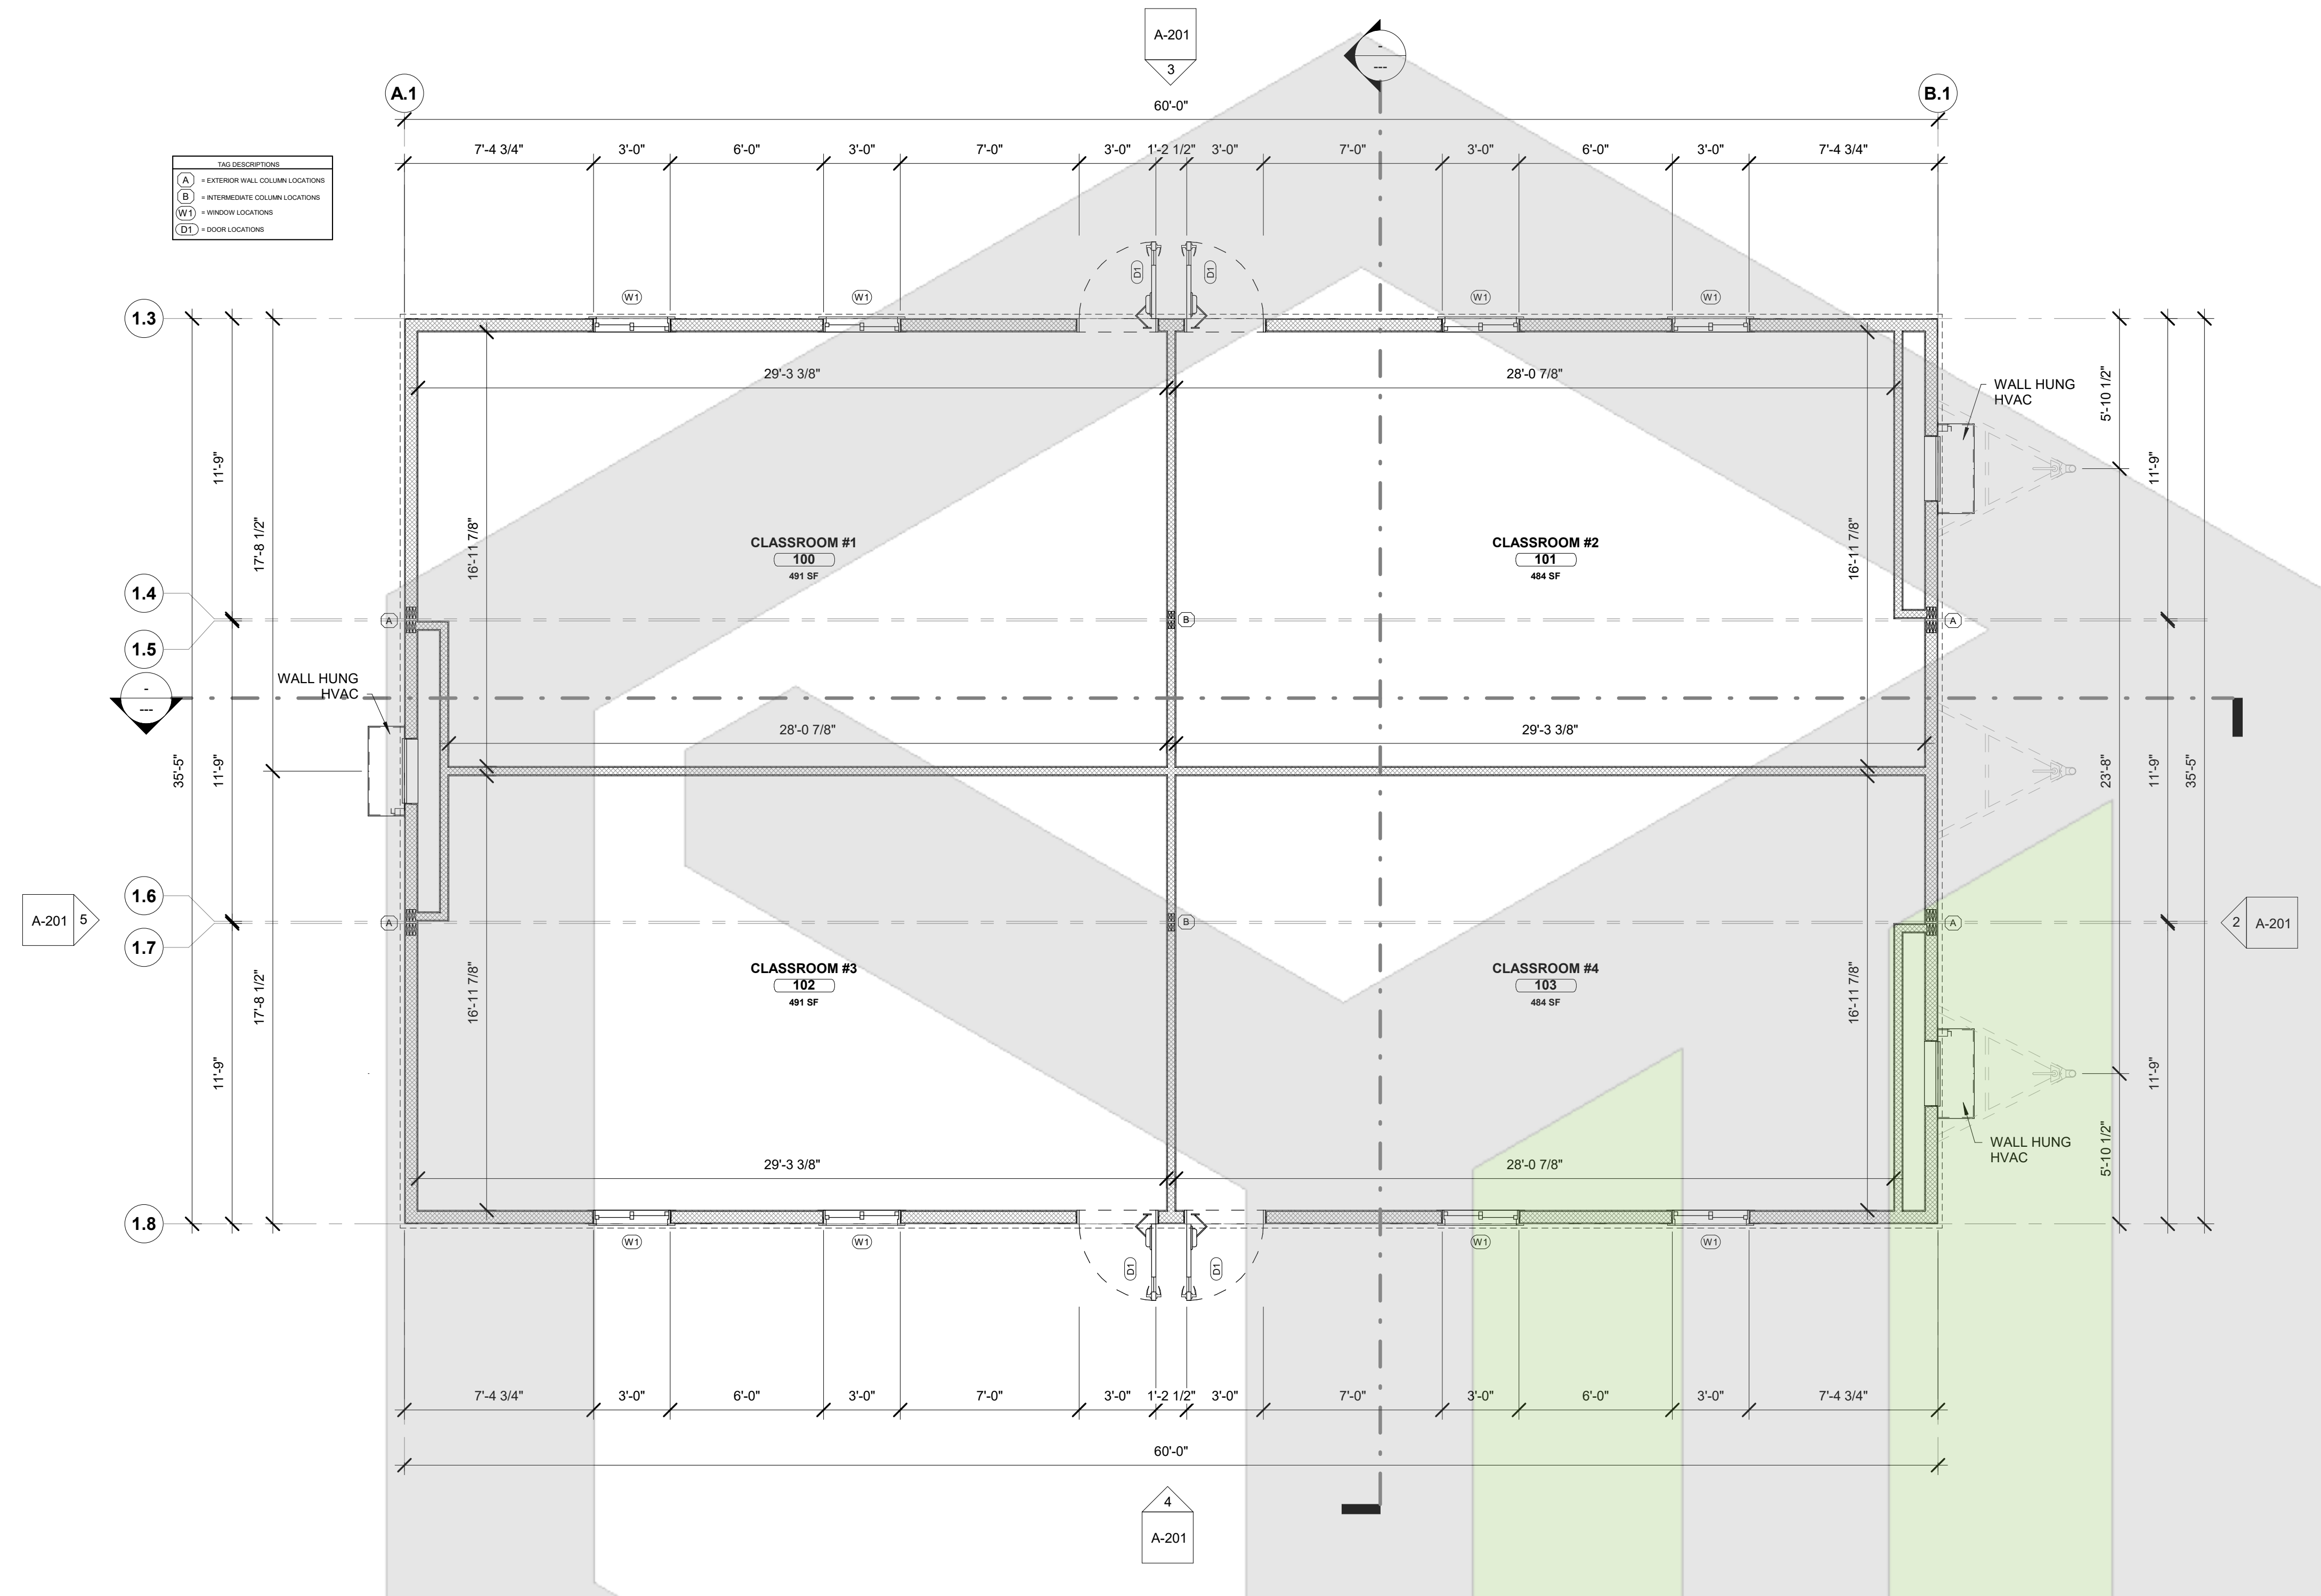 A-201
3
-
---
A.1
B.1
60'-0"
7'-4 3/4"
3'-0"
6'-0"
3'-0"
7'-0"
3'-0"
1'-2 1/2"
3'-0"
7'-0"
3'-0"
6'-0"
3'-0"
7'-4 3/4"
TAG DESCRIPTIONS
A = EXTERIOR WALL COLUMN LOCATIONS
B = INTERMEDIATE COLUMN LOCATIONS
W1 = WINDOW LOCATIONS
D1 = DOOR LOCATIONS
D1
D1
W1
W1
W1
W1
1.3
29'-3 3/8"
28'-0 7/8"
WALL HUNG
HVAC
5'-10 1/2"
11'-9"
11'-9"
17'-8 1/2"
16'-11 7/8"
16'-11 7/8"
CLASSROOM #1
100
491 SF
CLASSROOM #2
101
484 SF
1.4
A
B
A
1.5
WALL HUNG
HVAC
-
---
28'-0 7/8"
29'-3 3/8"
35'-5"
11'-9"
23'-8"
11'-9"
35'-5"
1.6
A-201
5
A
B
A
2
A-201
1.7
CLASSROOM #3
102
491 SF
CLASSROOM #4
103
484 SF
17'-8 1/2"
16'-11 7/8"
16'-11 7/8"
11'-9"
11'-9"
WALL HUNG
HVAC
5'-10 1/2"
29'-3 3/8"
28'-0 7/8"
1.8
W1
W1
W1
W1
D1
D1
7'-4 3/4"
3'-0"
6'-0"
3'-0"
7'-0"
3'-0"
1'-2 1/2"
3'-0"
7'-0"
3'-0"
6'-0"
3'-0"
7'-4 3/4"
60'-0"
4
A-201